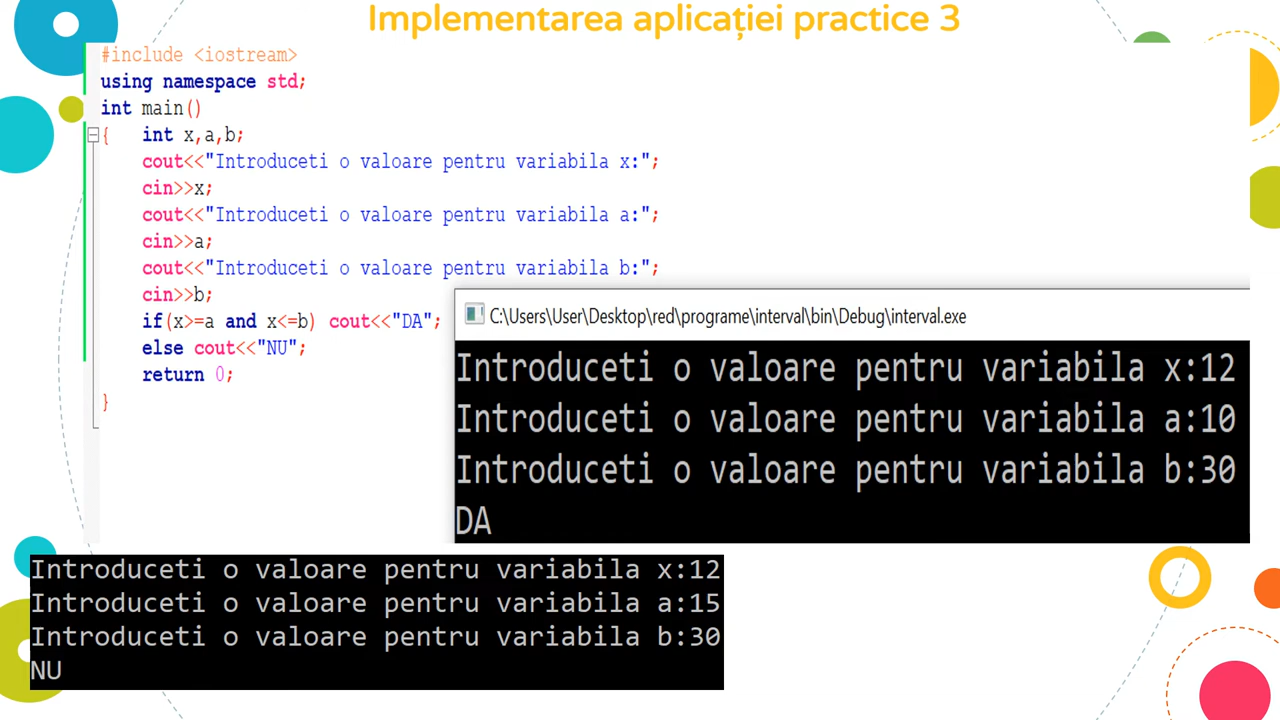 Implementarea aplicației practice 3
#include <iostream>
using namespace std;
int main()
{ int x,a,b;
cout<<"Introduceti o valoare pentru variabila x:";
cin>>x;
cout<<"Introduceti o valoare pentru variabila a:";
cin>>a;
cout<<"Introduceti o valoare pentru variabila b:";
cin>>b;
if(x>=a and x<=b) cout<<"DA";
else cout<<"NU";
return 0;
}
C:\Users\User\Desktop\red\programe\interval\bin\Debug\interval.exe
Introduceti o valoare pentru variabila x:12
Introduceti o valoare pentru variabila a:10
Introduceti o valoare pentru variabila b:30
DA
Introduceti o valoare pentru variabila x:12
Introduceti o valoare pentru variabila a:15
Introduceti o valoare pentru variabila b:30
NU